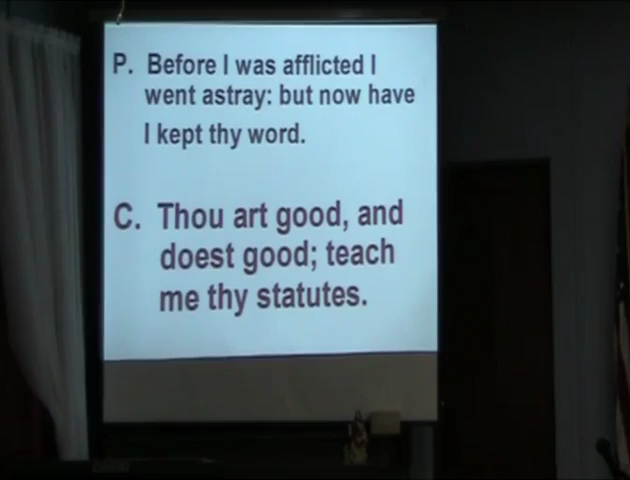 P. Before I was afflicted I
went astray: but now have
I kept thy word.
C. Thou art good, and
doest good; teach
me thy statutes.